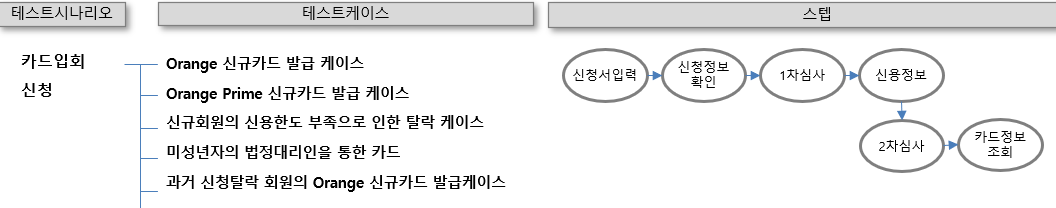 테스트시나리오
테스트케이스
스텝
카드입회
신청
Orange 신규카드 발급 케이스
Orange Prime 신규카드 발급 케이스
신규회원의 신용한도 부족으로 인한 탈락 케이스
미성년자의 법정대리인을 통한 카드
과거 신청탈락 회원의 Orange 신규카드 발급케이스
신청서입력
신청정보
확인
1차심사
신용정보
2차심사
카드정보
조회